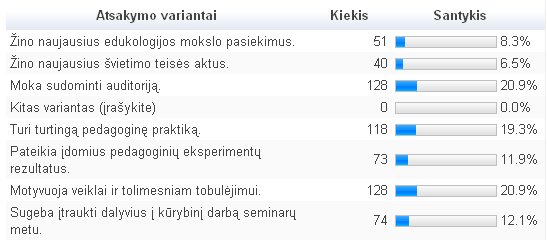 Atsakymo variantai Kiekis Santykis
Žino naujausius edukologijos mokslo pasiekimus. 51 8.3%
Žino naujausius švietimo teisės aktus. 40 6.5%
Moka sudominti auditoriją. 128 20.9%
Kitas variantas (įrašykite) 0 0.0%
Turi turtingą pedagoginę praktiką. 118 19.3%
Pateikia įdomius pedagoginių eksperimentų
rezultatus. 73 11.9%
Motyvuoja veiklai ir tolimesniam tobulėjimui. 128 20.9%
Sugeba įtraukti dalyvius į kūrybinį darbą seminarų
metu. 74 12.1%